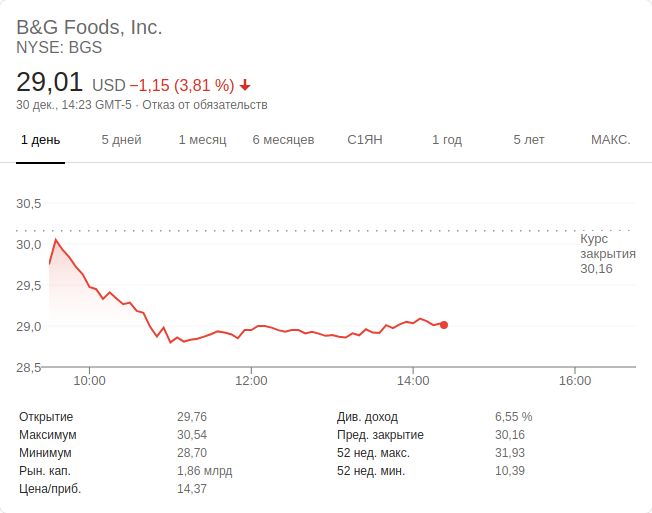 B&G Foods, Inc.
NYSE: BGS
29,01 USD −1,15 (3,81 %)
30 дек., 14:23 GMT-5 · Отказ от обязательств
1 день 5 дней 1 месяц 6 месяцев С1ЯН 1 год 5 лет МАКС.
30,5
30,0
29,5
29,0
28,5
Курс
закрытия
30,16
10:00 12:00 14:00 16:00
Открытие 29,76
Максимум 30,54
Минимум 28,70
Рын. кап. 1,86 млрд
Цена/приб. 14,37
Див. доход 6,55 %
Пред. закрытие 30,16
52 нед. макс. 31,93
52 нед. мин. 10,39